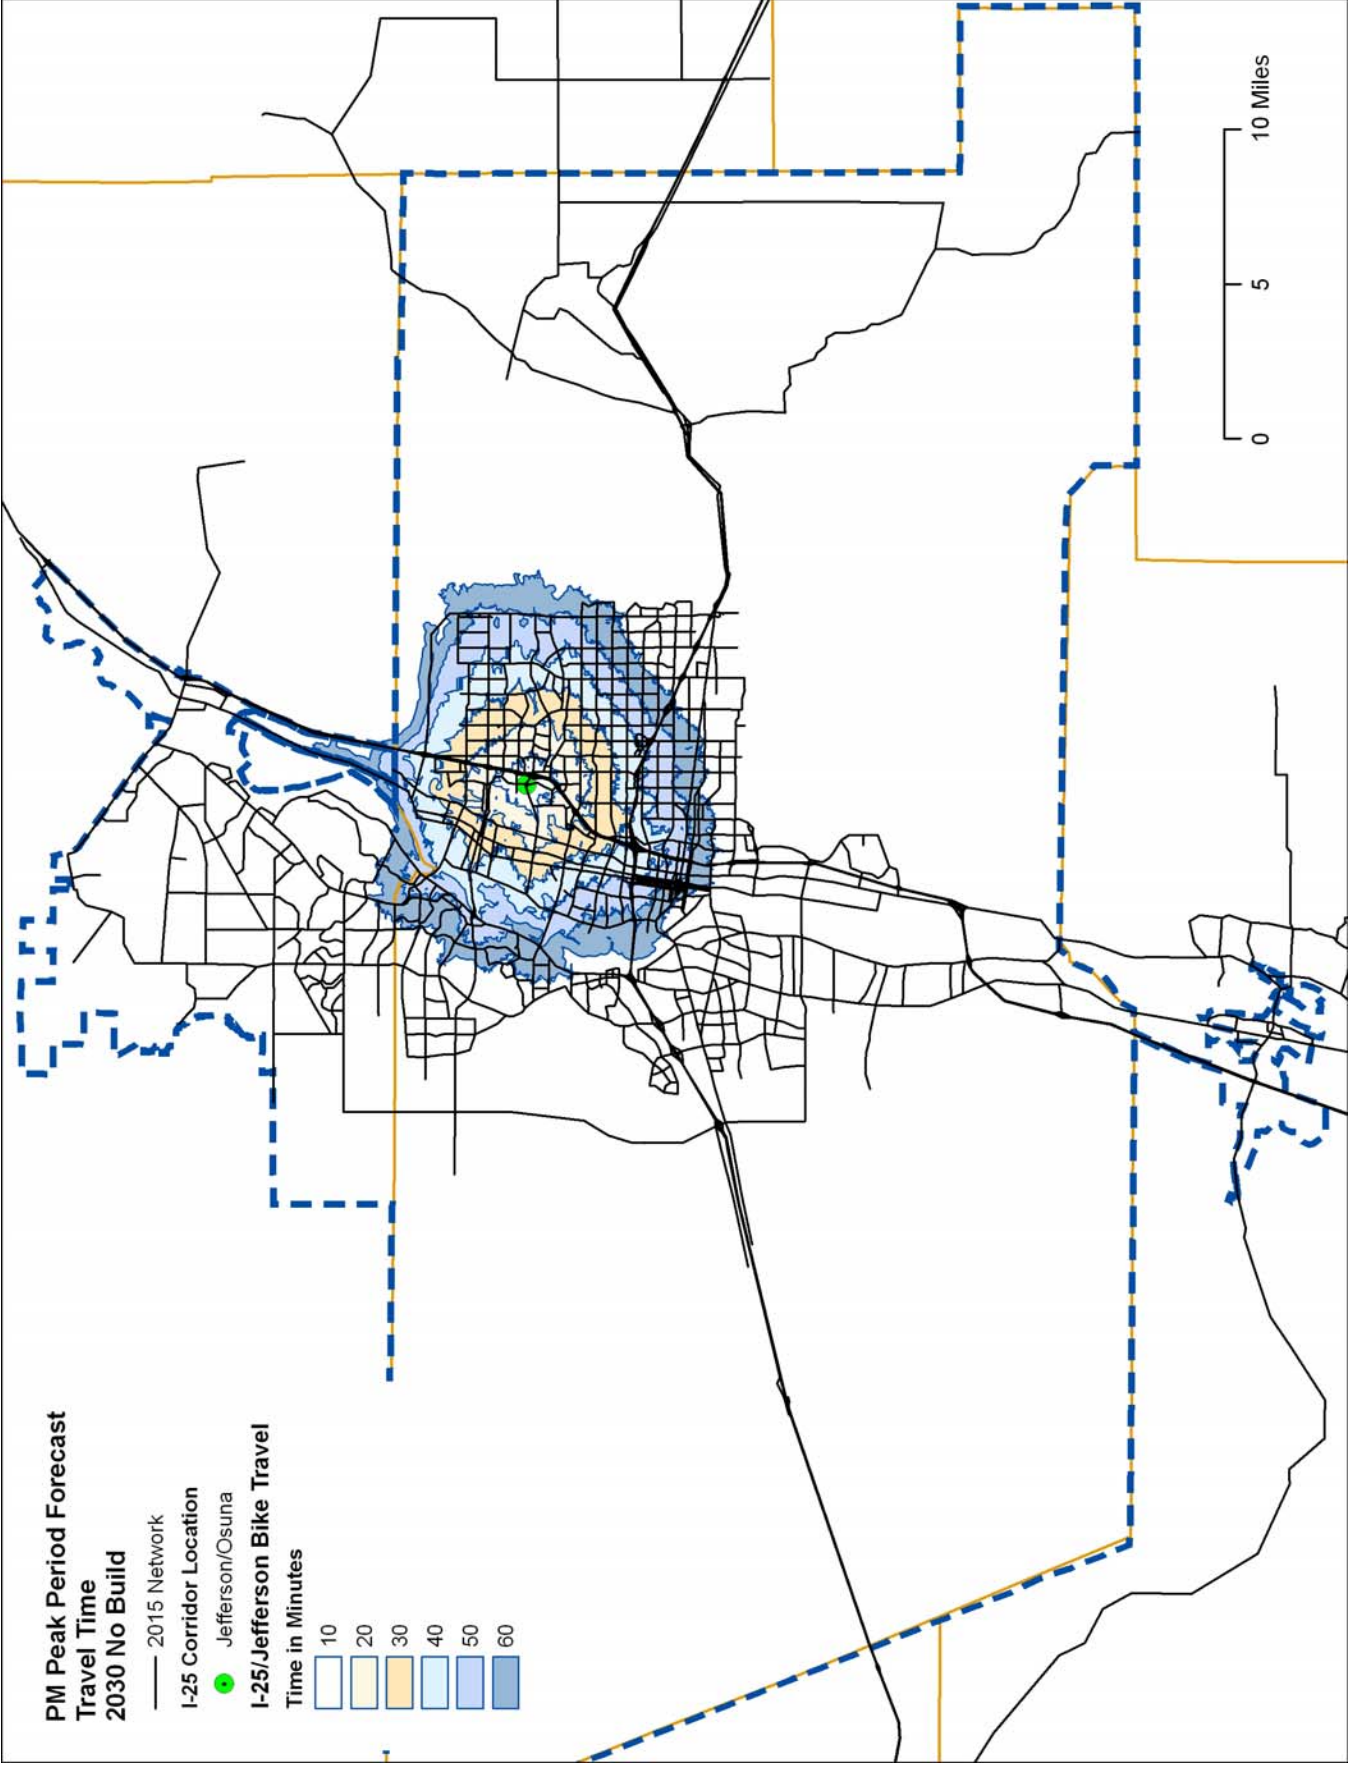 PM Peak Period Forecast
Travel Time
2030 No Build
2015 Network
I-25 Corridor Location
Jefferson/Osuna
I-25/Jefferson Bike Travel
Time in Minutes
10
20
30
40
50
60
0 5 10 Miles